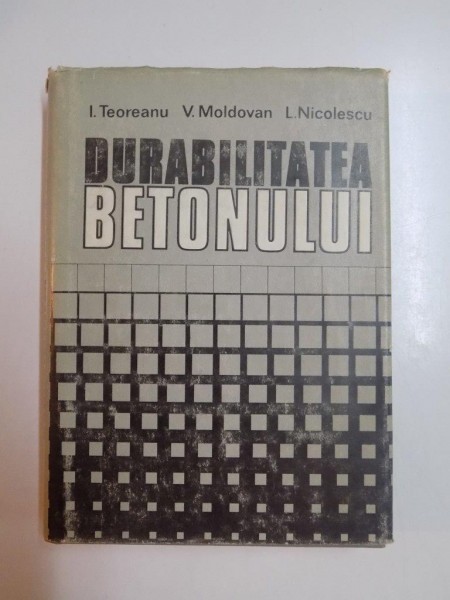 I. Teoreanu V. Moldovan L. Nicolescu
DURABILITATEA
BETONULUI